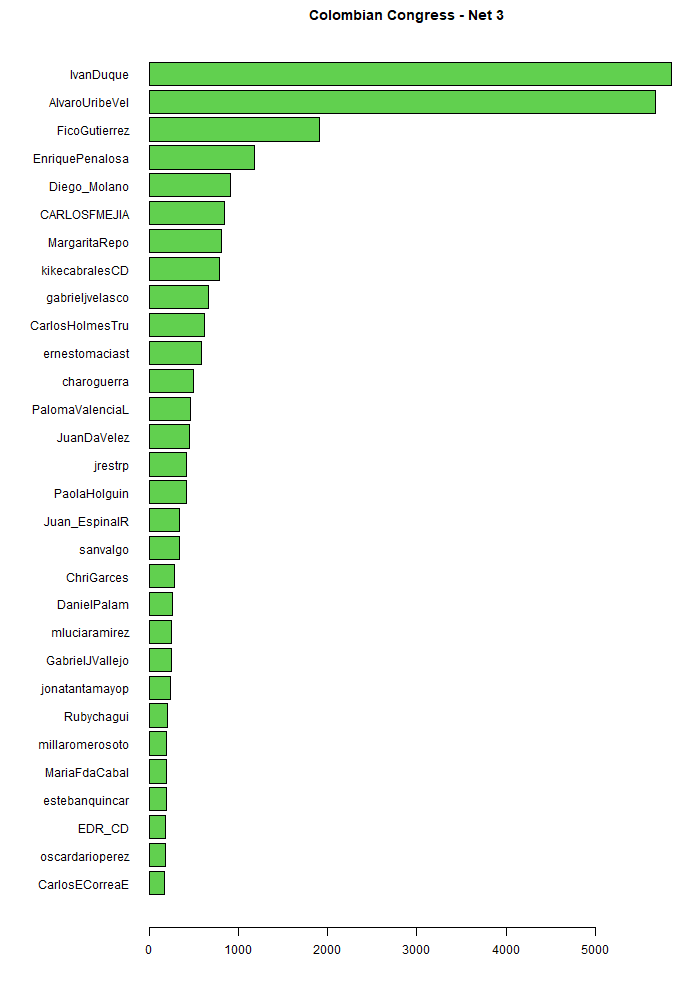 Colombian Congress - Net 3
IvanDuque
AlvaroUribeVel
FicoGutierrez
EnriquePenalosa
Diego_Molano
CARLOSFMEJIA
MargaritaRepo
kikecabralesCD
gabrieljvelasco
CarlosHolmesTru
ernestomaciast
charoguerra
PalomaValenciaL
JuanDaVelez
jrestrp
PaolaHolguin
Juan_EspinalR
sanvalgo
ChriGarces
DanielPalam
mluciaramirez
GabrielJVallejo
jonatantamayop
Rubychagui
millaromerosoto
MariaFdaCabal
estebanquincar
EDR_CD
oscardarioperez
CarlosECorreaE
0 1000 2000 3000 4000 5000